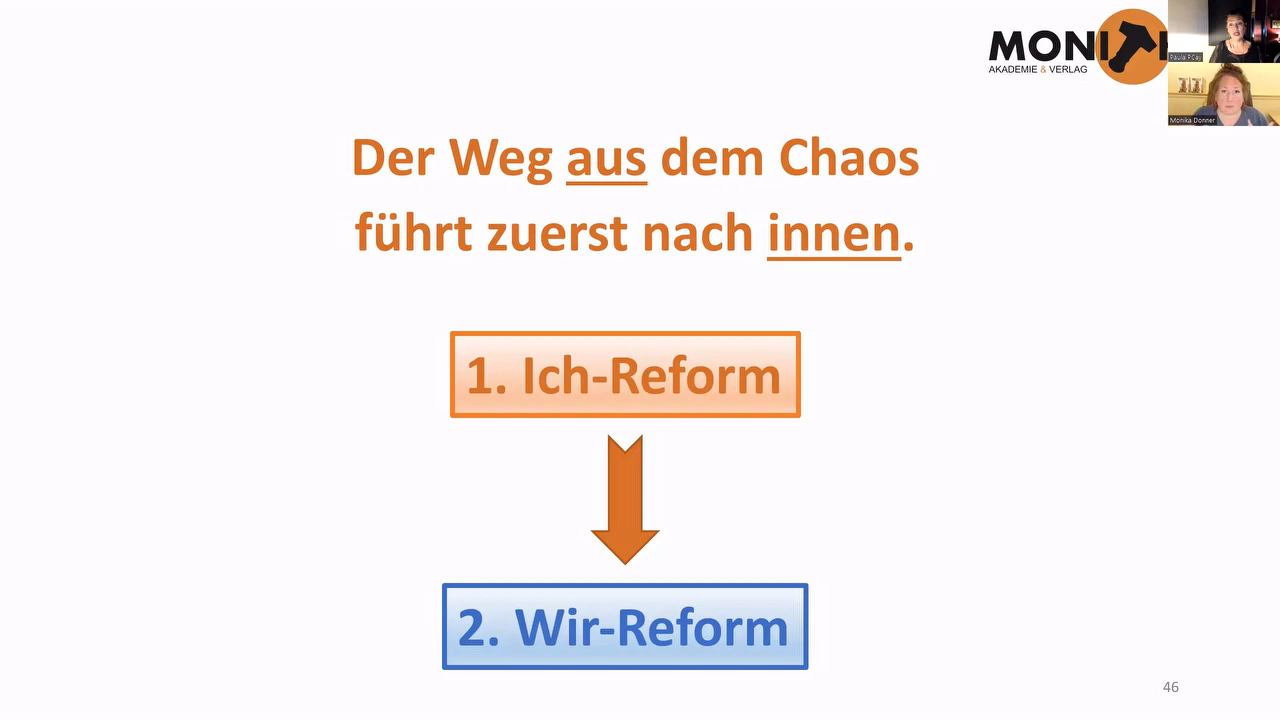 MONI
AKADEMIE & VERLAG
Paula P'Cay
Monika Donner
Der Weg aus dem Chaos
führt zuerst nach innen.
1. Ich-Reform
2. Wir-Reform
46